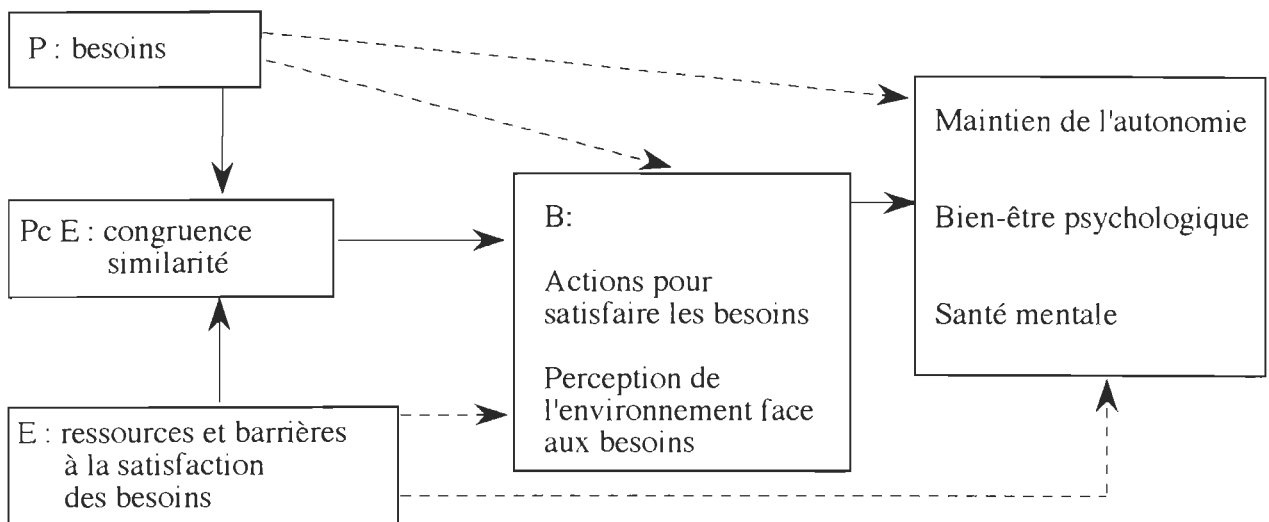 P : besoins
Pc E : congruence
similarité
E : ressources et barrières
à la satisfaction
des besoins
B:
Actions pour
satisfaire les besoins
Perception de
l'environnement face
aux besoins
Maintien de l'autonomie
Bien-être psychologique
Santé mentale